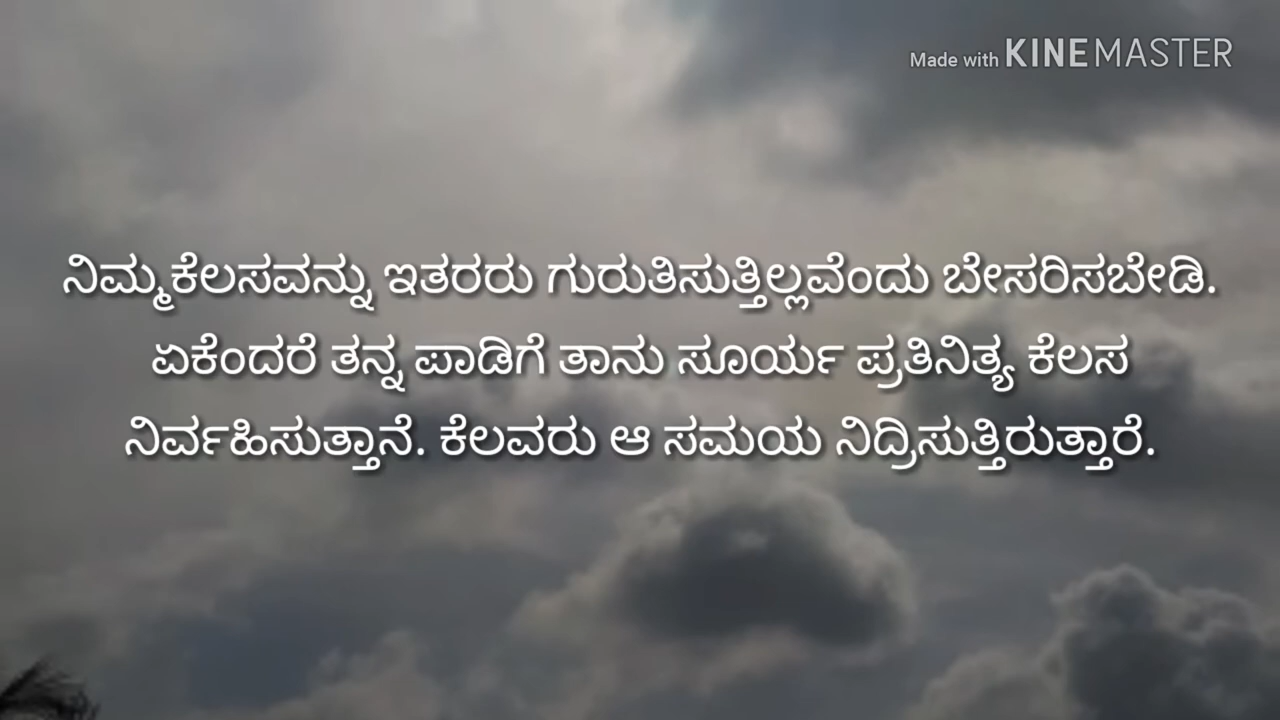 Made with KINEMASTER
ನಿಮ್ಮಕೆಲಸವನ್ನು ಇತರರು ಗುರುತಿಸುತ್ತಿಲ್ಲವೆಂದು ಬೇಸರಿಸಬೇಡಿ.
ಏಕೆಂದರೆ ತನ್ನ ಪಾಡಿಗೆ ತಾನು ಸೂರ್ಯ ಪ್ರತಿನಿತ್ಯ ಕೆಲಸ
ನಿರ್ವಹಿಸುತ್ತಾನೆ. ಕೆಲವರು ಆ ಸಮಯ ನಿದ್ರಿಸುತ್ತಿರುತ್ತಾರೆ.